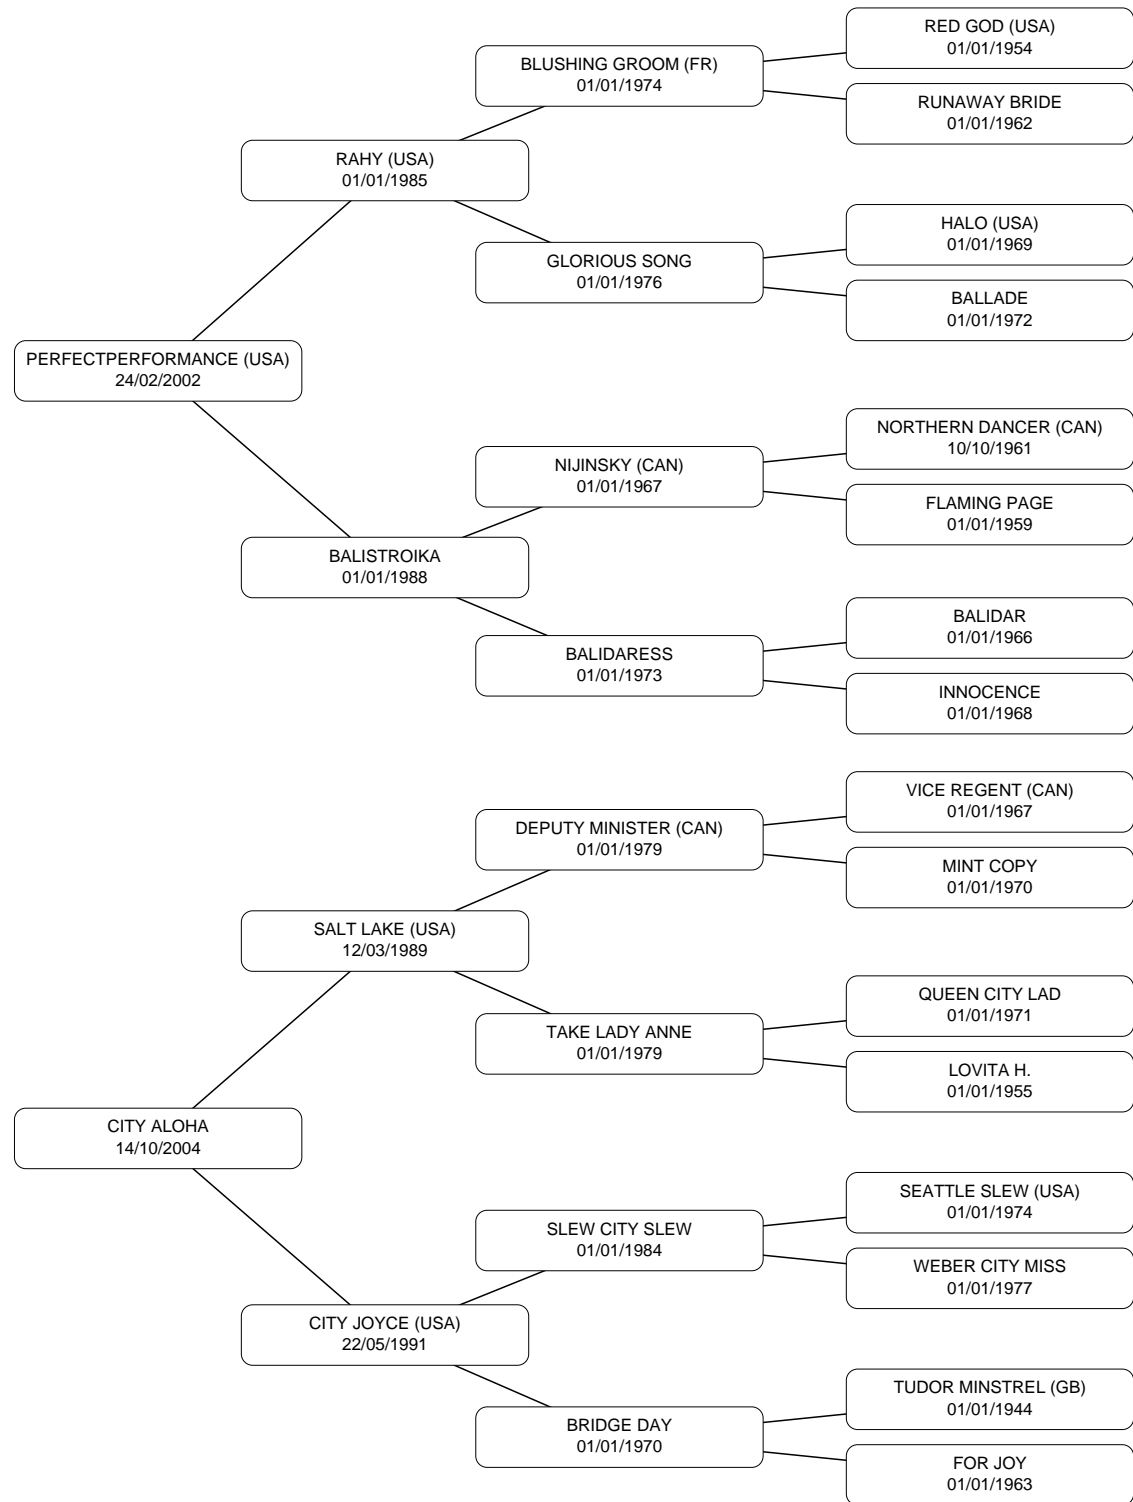 RED GOD (USA)
01/01/1954
BLUSHING GROOM (FR)
01/01/1974
RUNAWAY BRIDE
01/01/1962
RAHY (USA)
01/01/1985
HALO (USA)
01/01/1969
GLORIOUS SONG
01/01/1976
BALLADE
01/01/1972
PERFECTPERFORMANCE (USA)
24/02/2002
NORTHERN DANCER (CAN)
10/10/1961
NIJINSKY (CAN)
01/01/1967
FLAMING PAGE
01/01/1959
BALISTROIKA
01/01/1988
BALIDAR
01/01/1966
BALIDARESS
01/01/1973
INNOCENCE
01/01/1968
VICE REGENT (CAN)
01/01/1967
DEPUTY MINISTER (CAN)
01/01/1979
MINT COPY
01/01/1970
SALT LAKE (USA)
12/03/1989
QUEEN CITY LAD
01/01/1971
TAKE LADY ANNE
01/01/1979
LOVITA H.
01/01/1955
CITY ALOHA
14/10/2004
SEATTLE SLEW (USA)
01/01/1974
SLEW CITY SLEW
01/01/1984
WEBER CITY MISS
01/01/1977
CITY JOYCE (USA)
22/05/1991
TUDOR MINSTREL (GB)
01/01/1944
BRIDGE DAY
01/01/1970
FOR JOY
01/01/1963